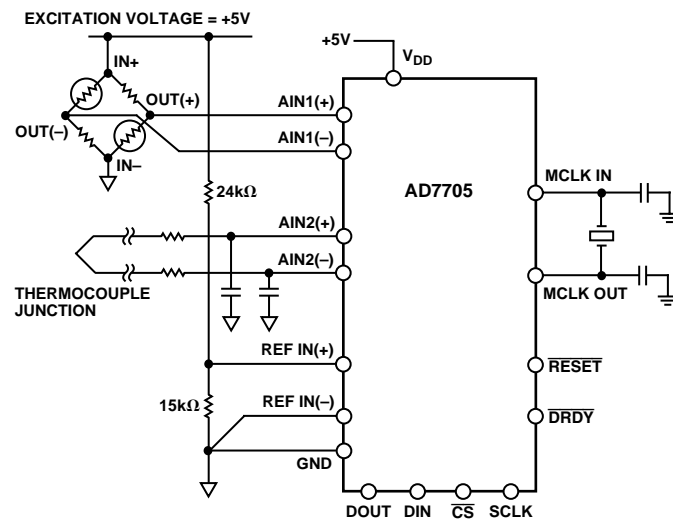 EXCITATION VOLTAGE = +5V
+5V
VDD
IN+
OUT(+)
OUT(–)
IN–
AIN1(+)
AIN1(–)
AD7705
MCLK IN
24kΩ
AIN2(+)
AIN2(–)
MCLK OUT
THERMOCOUPLE
JUNCTION
REF IN(+)
RESET
15kΩ
REF IN(–)
DRDY
GND
DOUT
DIN
CS
SCLK